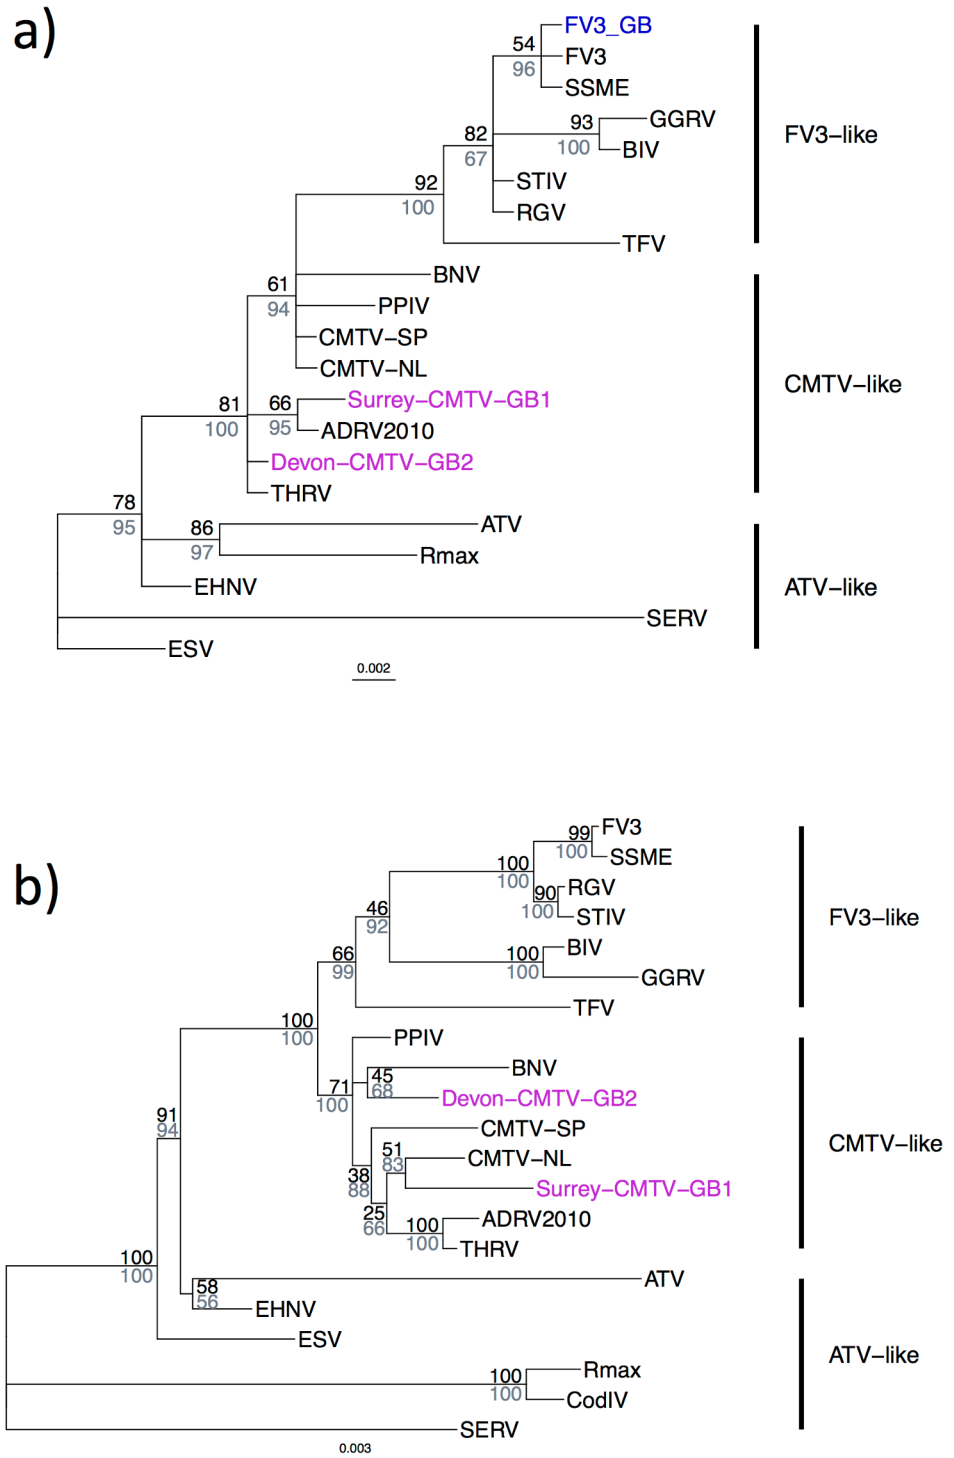 a)
FV3_GB
54
FV3
96
SSME
GGRV
93
FV3-like
82
100
BIV
67
STIV
92
100
RGV
TFV
BNV
61
94
PPIV
CMTV-SP
CMTV-NL
CMTV-like
Surrey-CMTV-GB1
81
66
100
95
ADRV2010
Devon-CMTV-GB2
THRV
78
95
86
ATV
97
Rmax
EHNV
ATV-like
SERV
ESV
0.002
b)
FV3
99
100
SSME
100
100
RGV
90
100
STIV
46
92
FV3-like
BIV
66
99
100
100
GGRV
TFV
100
100
PPIV
BNV
45
68
71
100
Devon-CMTV-GB2
91
94
CMTV-SP
CMTV-like
51
83
CMTV-NL
38
88
Surrey-CMTV-GB1
25
66
ADRV2010
100
100
THRV
100
100
ATV
58
56
EHNV
ESV
ATV-like
Rmax
100
100
CodIV
SERV
0.003